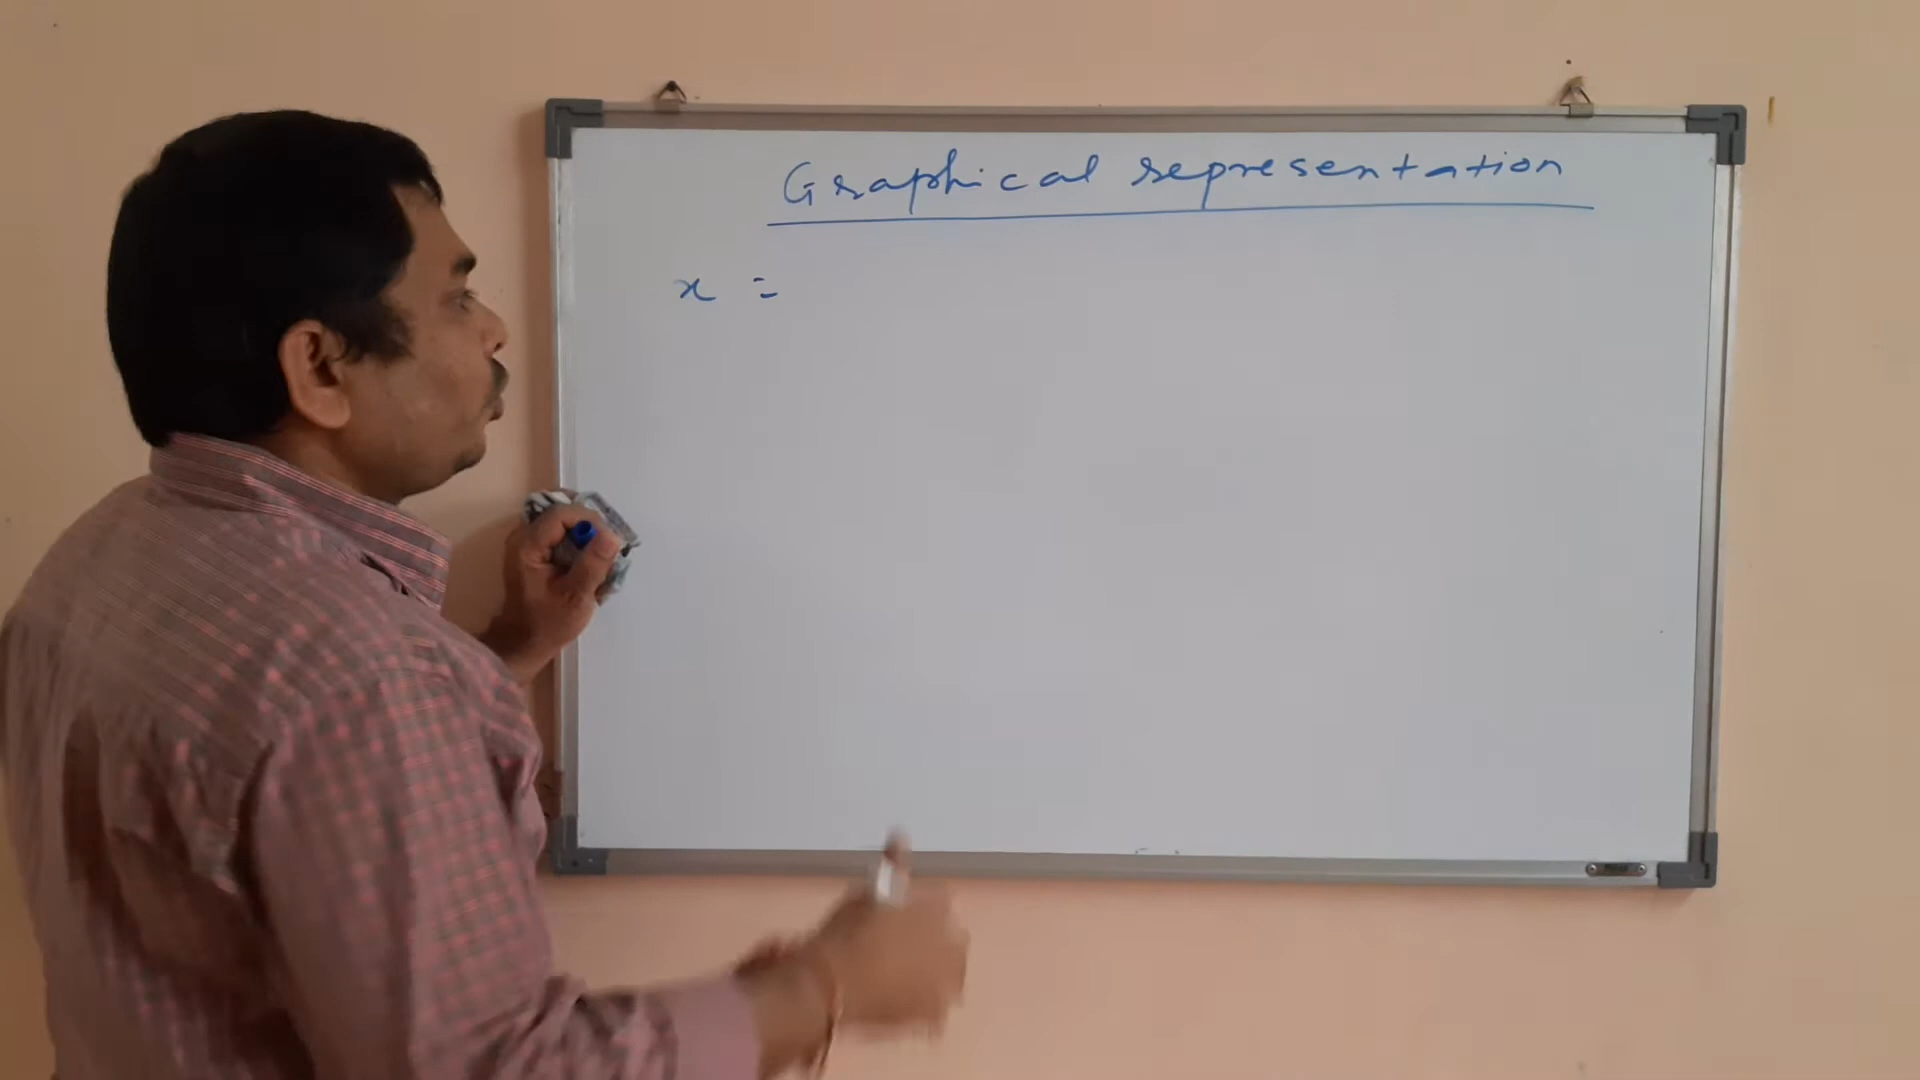 Graphical representation
x =